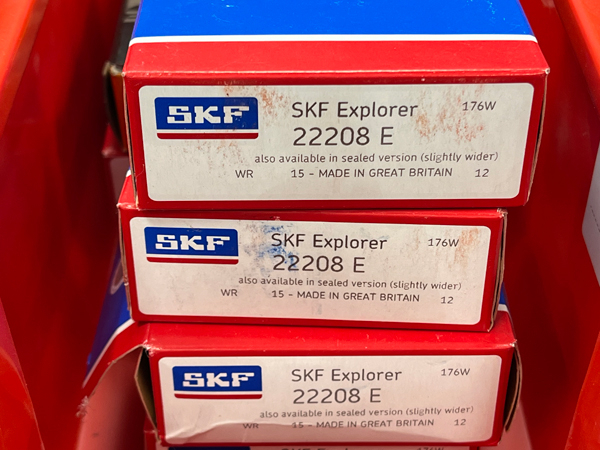 SKF
SKF Explorer 176W
22208 E
also available in sealed version (slightly wider)
WR 15 - MADE IN GREAT BRITAIN 12
SKF
SKF Explorer 176W
22208 E
also available in sealed version (slightly wider)
WR 15 - MADE IN GREAT BRITAIN 12
SKF
SKF Explorer 176W
22208 E
also available in sealed version (slightly wider)
WR 15 - MADE IN GREAT BRITAIN 12
SKF Explorer